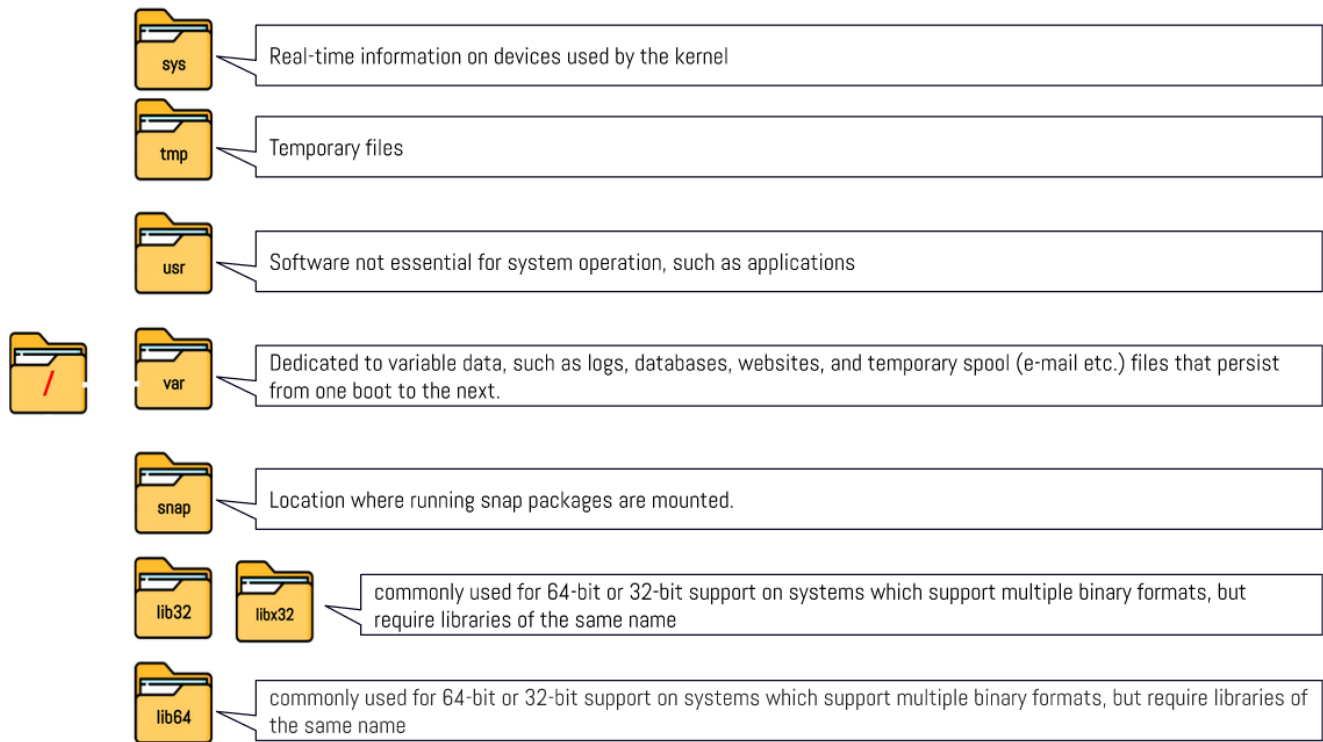 sys
Real-time information on devices used by the kernel
tmp
Temporary files
usr
Software not essential for system operation, such as applications
/
var
Dedicated to variable data, such as logs, databases, websites, and temporary spool (e-mail etc.) files that persist
from one boot to the next.
snap
Location where running snap packages are mounted.
lib32
libx32
commonly used for 64-bit or 32-bit support on systems which support multiple binary formats, but
require libraries of the same name
lib64
commonly used for 64-bit or 32-bit support on systems which support multiple binary formats, but require libraries of
the same name